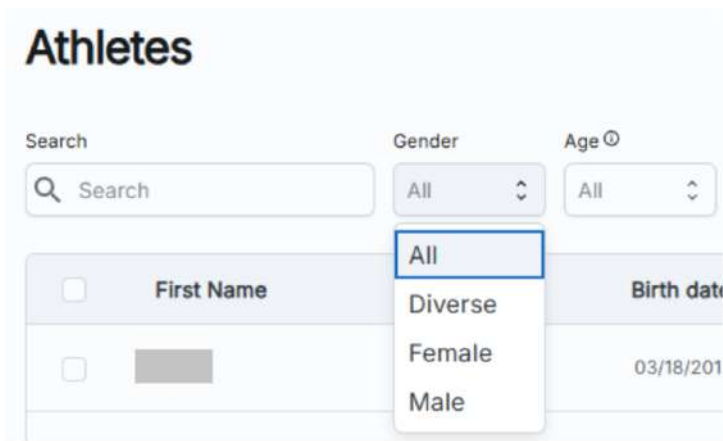 Athletes
Search Gender Age ⓘ
Search All All
All
First Name Birth date
Diverse
Female
03/18/201
Male